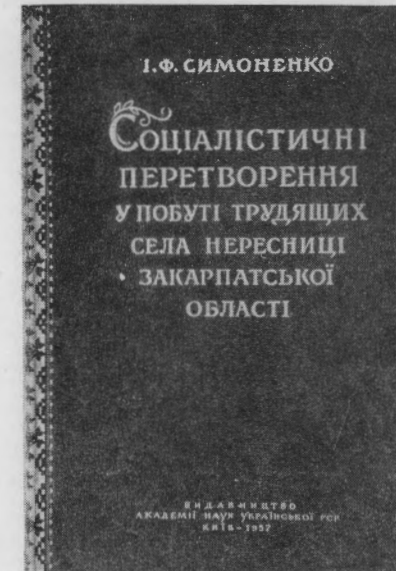 І.Ф. СИМОНЕНКО
СОЦІАЛІСТИЧНІ
ПЕРЕТВОРЕННЯ
У ПОБУТІ ТРУДЯЩИХ
СЕЛА НЕРЕСНИЦІ
ЗАКАРПАТСЬКОЇ
ОБЛАСТІ
ВИДАВНИЦТВО
АКАДЕМІЇ НАУК УКРАЇНСЬКОЇ РСР
КИЇВ - 1957